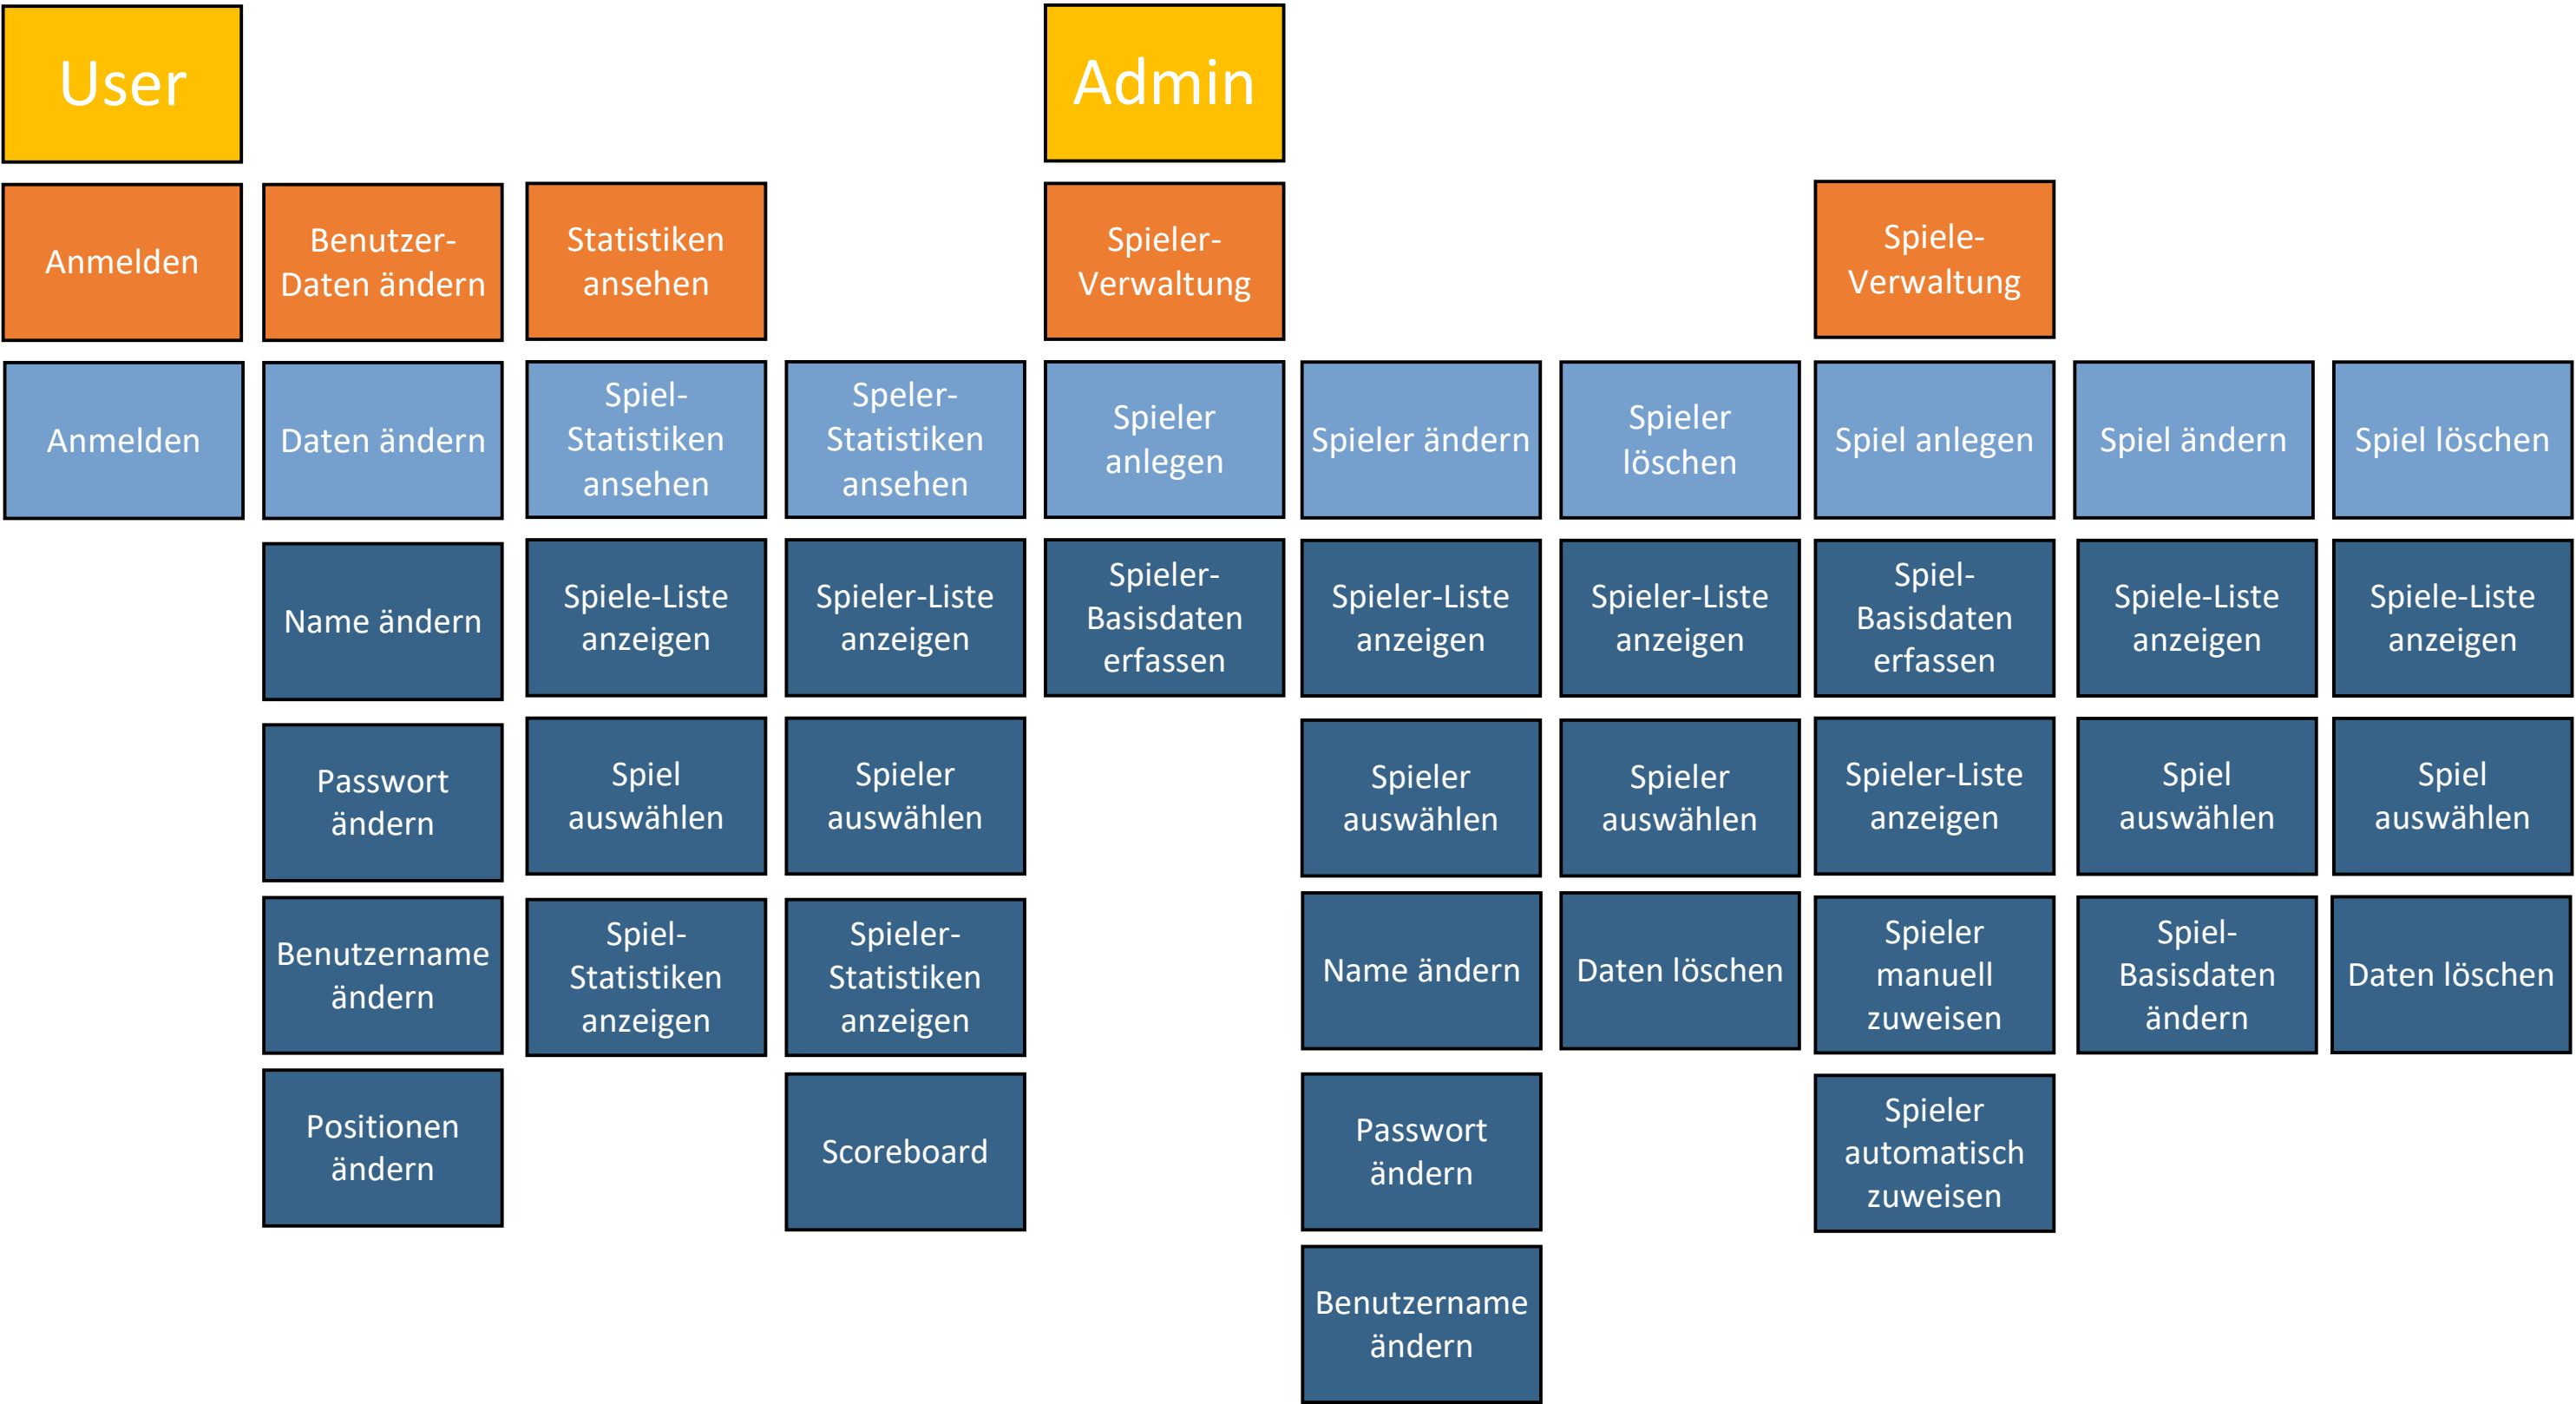 User
Admin
Anmelden
Benutzer-
Daten ändern
Statistiken
ansehen
Spieler-
Verwaltung
Spiele-
Verwaltung
Anmelden
Daten ändern
Spiel-
Statistiken
ansehen
Speler-
Statistiken
ansehen
Spieler
anlegen
Spieler ändern
Spieler
löschen
Spiel anlegen
Spiel ändern
Spiel löschen
Name ändern
Spiele-Liste
anzeigen
Spieler-Liste
anzeigen
Spieler-
Basisdaten
erfassen
Spieler-Liste
anzeigen
Spieler-Liste
anzeigen
Spiel-
Basisdaten
erfassen
Spiele-Liste
anzeigen
Spiele-Liste
anzeigen
Passwort
ändern
Spiel
auswählen
Spieler
auswählen
Spieler
auswählen
Spieler
auswählen
Spieler-Liste
anzeigen
Spiel
auswählen
Spiel
auswählen
Benutzername
ändern
Spiel-
Statistiken
anzeigen
Spieler-
Statistiken
anzeigen
Name ändern
Daten löschen
Spieler
manuell
zuweisen
Spiel-
Basisdaten
ändern
Daten löschen
Positionen
ändern
Scoreboard
Passwort
ändern
Spieler
automatisch
zuweisen
Benutzername
ändern